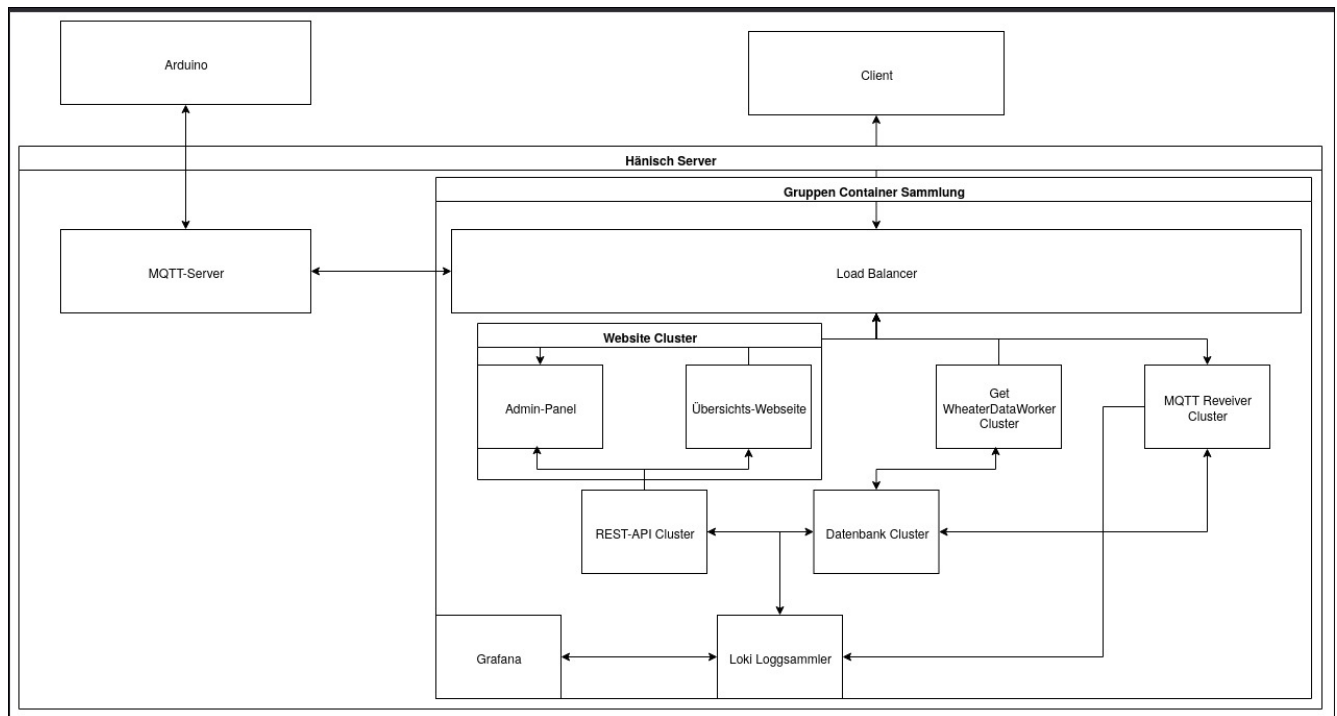 Arduino
Client
Hänisch Server
Gruppen Container Sammlung
MQTT-Server
Load Balancer
Website Cluster
Admin-Panel
Übersichts-Webseite
Get
WheaterDataWorker
Cluster
MQTT Reveiver
Cluster
REST-API Cluster
Datenbank Cluster
Grafana
Loki Loggsammler